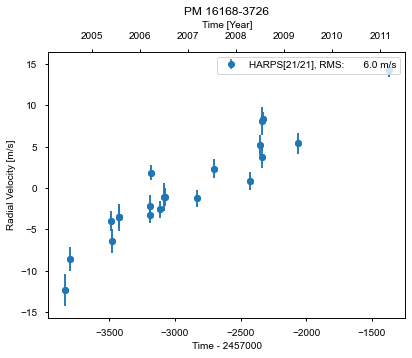 PM 16168-3726
Time [Year]
2005 2006 2007 2008 2009 2010 2011
HARPS[21/21], RMS: 6.0 m/s
Radial Velocity [m/s]
15
10
5
0
−5
−10
−15
−3500 −3000 −2500 −2000 −1500
Time - 2457000